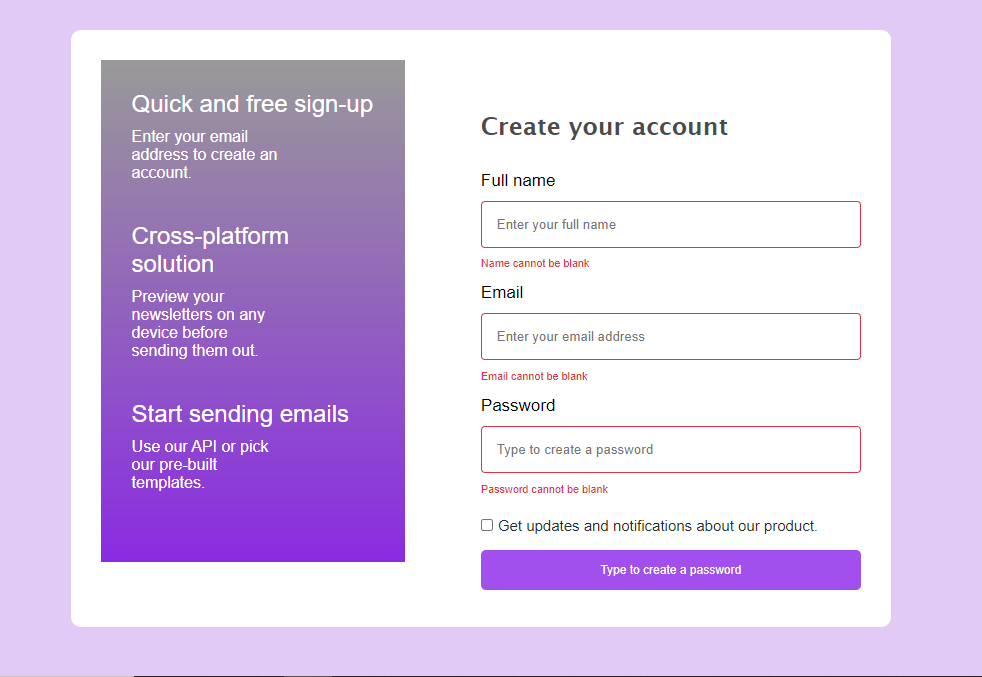 Quick and free sign-up
Enter your email
address to create an
account.
Cross-platform
solution
Preview your
newsletters on any
device before
sending them out.
Start sending emails
Use our API or pick
our pre-built
templates.
Create your account
Full name
Enter your full name
Name cannot be blank
Email
Enter your email address
Email cannot be blank
Password
Type to create a password
Password cannot be blank
Get updates and notifications about our product.
Type to create a password